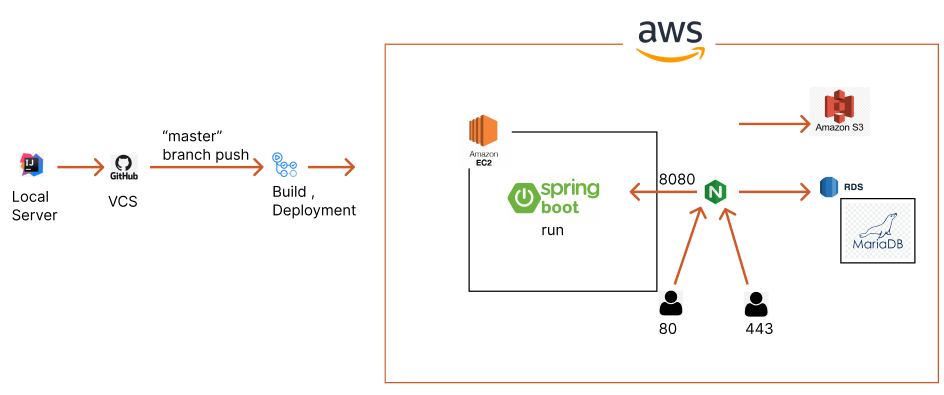 aws
Amazon S3
"master"
branch push
Amazon
EC2
IJ
GitHub
8080
RDS
spring
boot
N
Local
Server
VCS
Build ,
Deployment
run
MariaDB
80
443